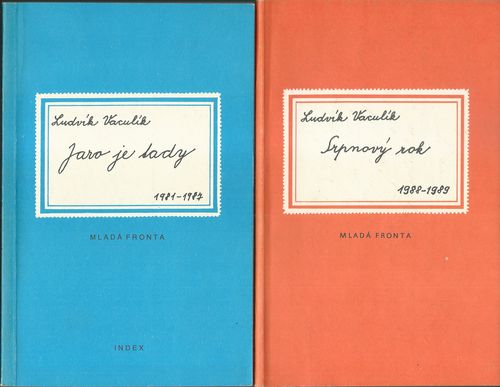 Ludvík Vaculík
Jaro je tady
1981-1987
MLADÁ FRONTA
INDEX
Ludvík Vaculík
Srpnový rok
1988-1989
MLADÁ FRONTA